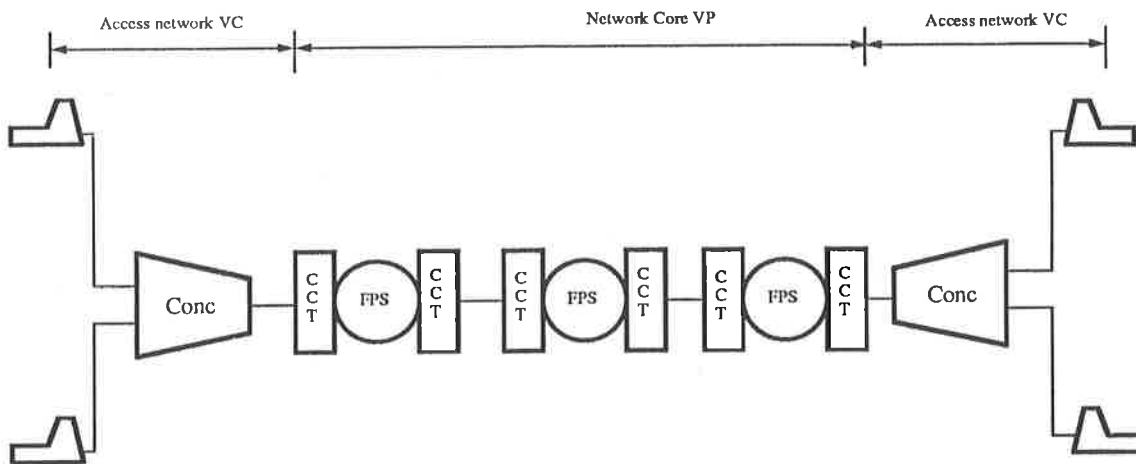 Access network VC
Network Core VP
Access network VC
Conc
CCT
FPS
CCT
CCT
FPS
CCT
CCT
FPS
CCT
Conc